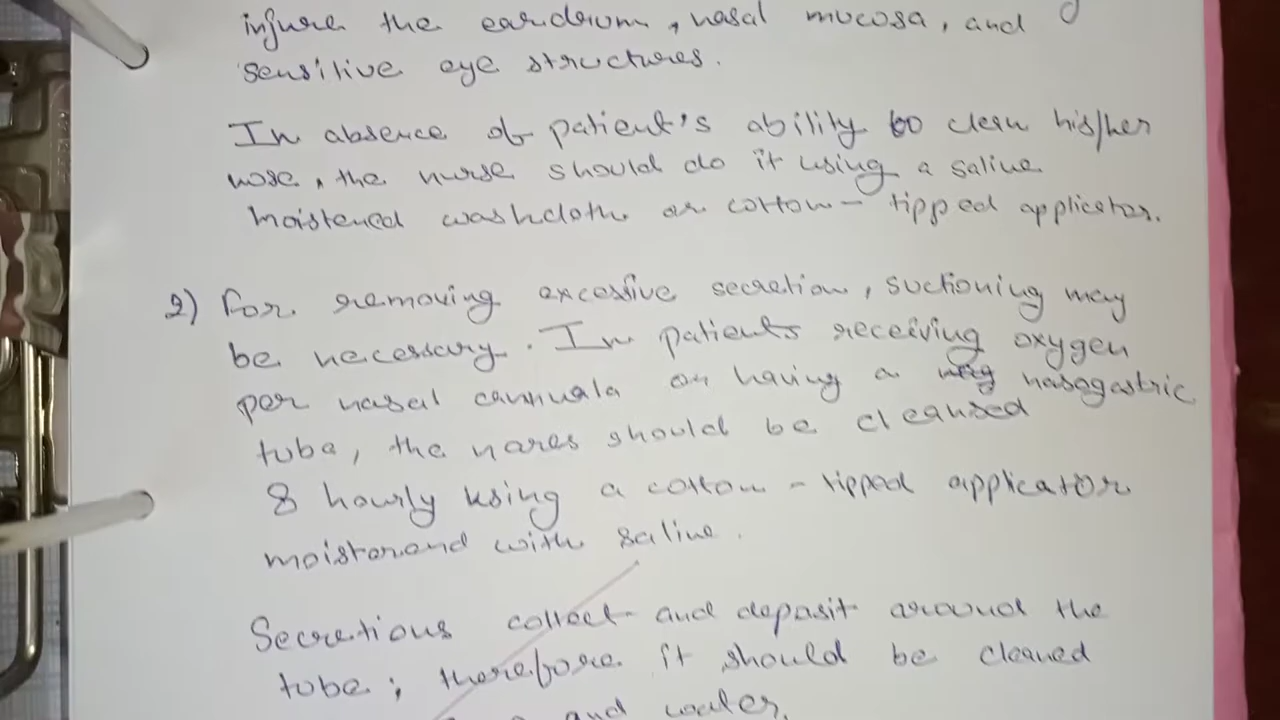 injure the eardrum, nasal mucosa, and
sensitive eye structures.
In absence of patient's ability to clean his/her
nose, the nurse should do it using a saline
moistened washcloth or cotton-tipped applicator.
2) For removing excessive secretion, suctioning may
be necessary. In patients receiving oxygen
per nasal cannuala or having a nasogastric
tube, the nares should be cleansed
8 hourly using a cotton-tipped applicator
moisterend with saline.
Secretions collect and deposit around the
tube; therefore it should be cleaned
and water.